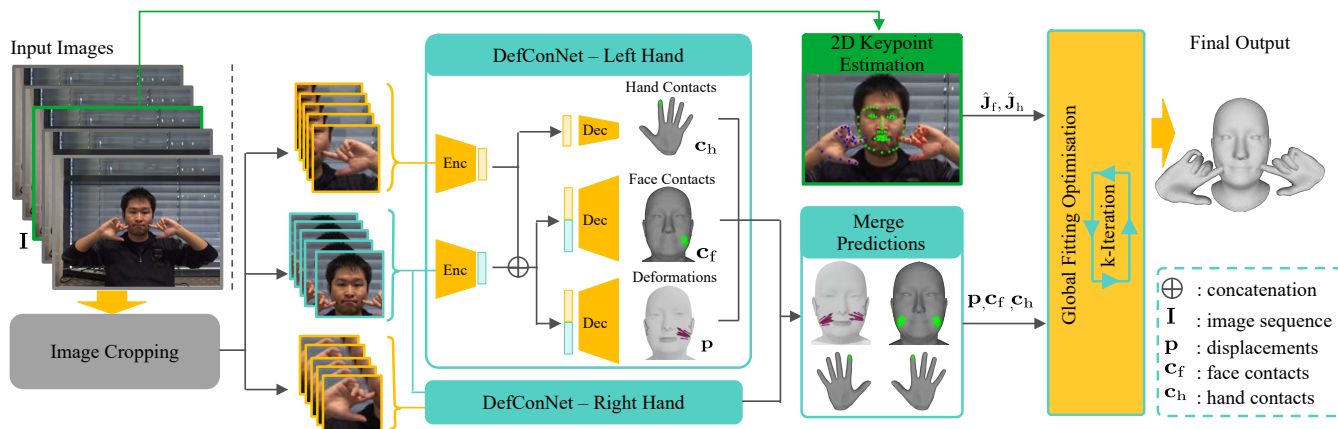 Input Images
I
Image Cropping
DefConNet – Left Hand
Enc
Enc
Dec
Dec
Dec
Hand Contacts
c_h
Face Contacts
c_f
Deformations
p
DefConNet – Right Hand
2D Keypoint
Estimation
Ĵ_f, Ĵ_h
Merge
Predictions
p,c_f ,c_h
Global Fitting Optimisation
k-Iteration
Final Output
⊕ : concatenation
I : image sequence
p : displacements
c_f : face contacts
c_h : hand contacts